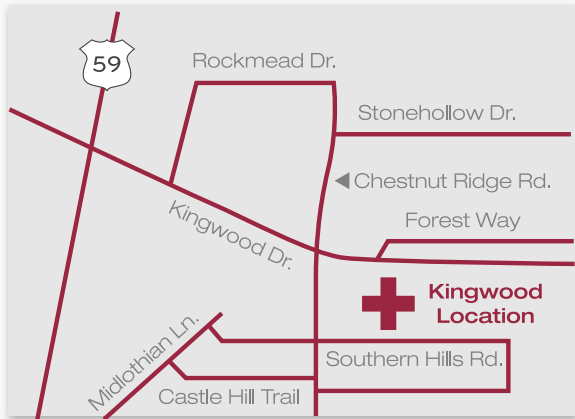 59
Rockmead Dr.
Stonehollow Dr.
Chestnut Ridge Rd.
Kingwood Dr.
Forest Way
Kingwood
Location
Midlothian Ln.
Southern Hills Rd.
Castle Hill Trail